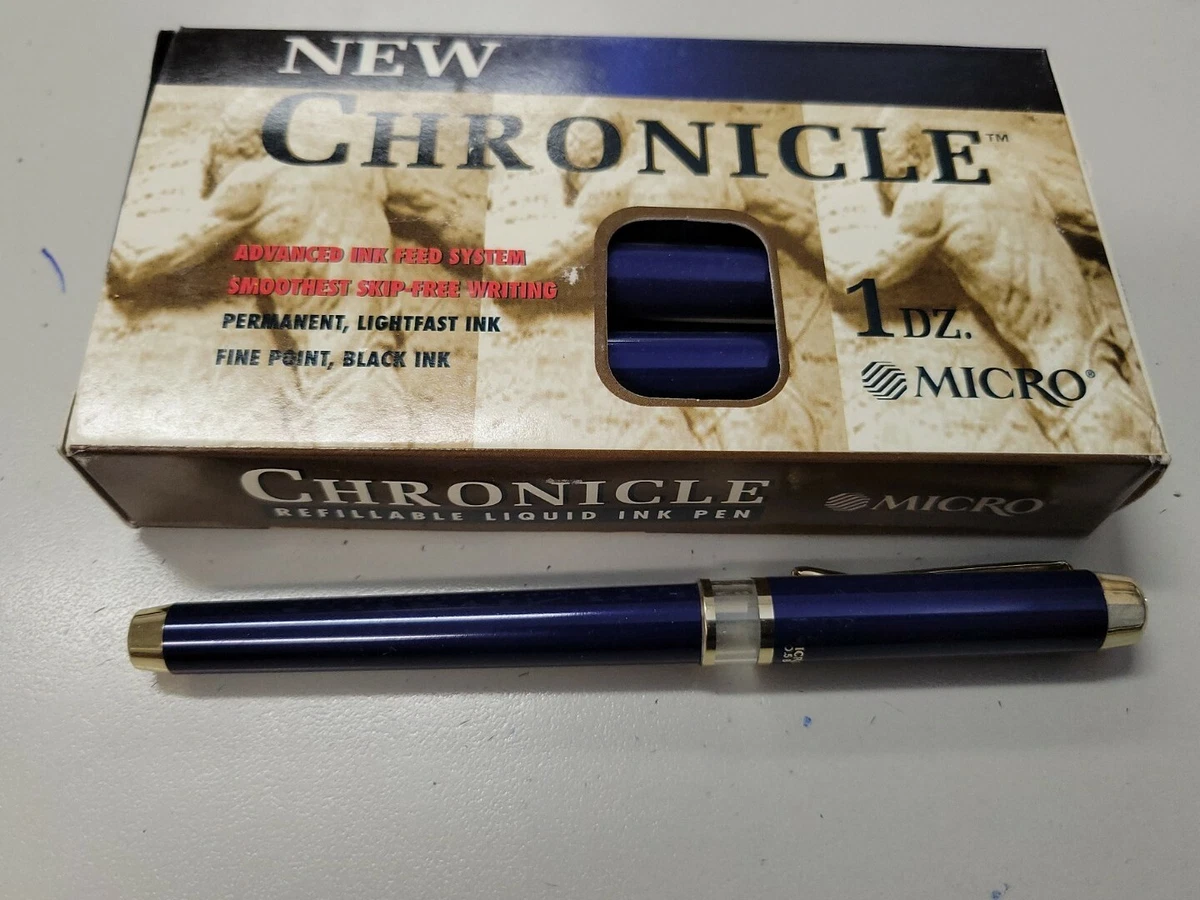 NEW
CHRONICLE™
ADVANCED INK FEED SYSTEM
SMOOTHEST SKIP-FREE WRITING
PERMANENT, LIGHTFAST INK
FINE POINT, BLACK INK
1 DZ.
MICRO®
CHRONICLE
REFILLABLE LIQUID INK PEN
MICRO